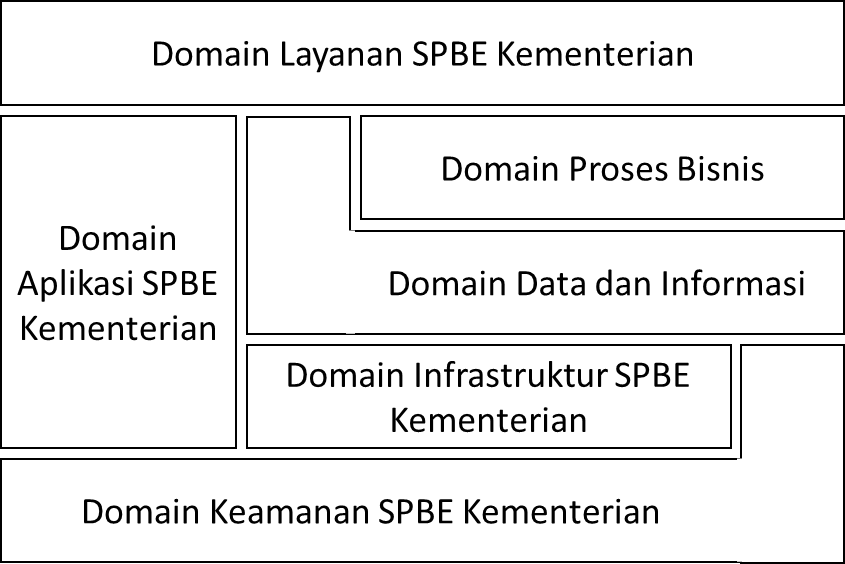 Domain Layanan SPBE Kementerian
Domain Proses Bisnis
Domain
Aplikasi SPBE
Kementerian
Domain Data dan Informasi
Domain Infrastruktur SPBE
Kementerian
Domain Keamanan SPBE Kementerian